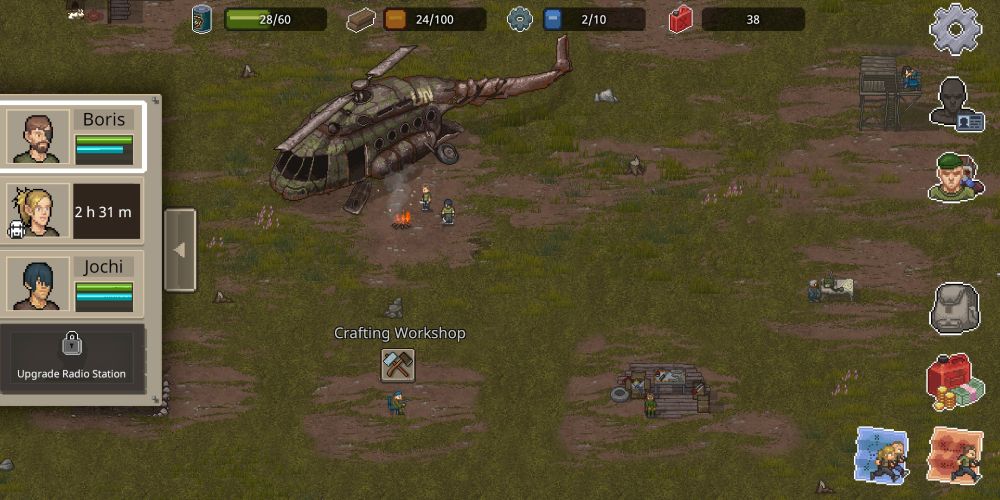 28/60
24/100
2/10
38
Boris
2 h 31 m
Jochi
Upgrade Radio Station
Crafting Workshop